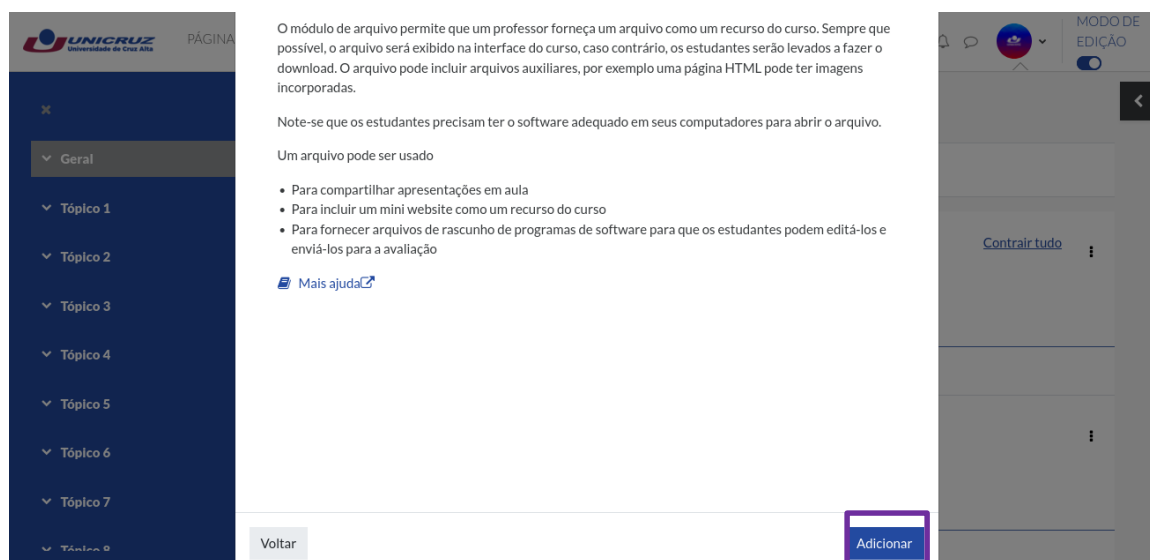 UNICRUZ
Universidade de Cruz Alta
PÁGINA
MODO DE
EDIÇÃO
Geral
Tópico 1
Tópico 2
Tópico 3
Tópico 4
Tópico 5
Tópico 6
Tópico 7
Tópico 8
O módulo de arquivo permite que um professor forneça um arquivo como um recurso do curso. Sempre que
possível, o arquivo será exibido na interface do curso, caso contrário, os estudantes serão levados a fazer o
download. O arquivo pode incluir arquivos auxiliares, por exemplo uma página HTML pode ter imagens
incorporadas.
Note-se que os estudantes precisam ter o software adequado em seus computadores para abrir o arquivo.
Um arquivo pode ser usado
• Para compartilhar apresentações em aula
• Para incluir um mini website como um recurso do curso
• Para fornecer arquivos de rascunho de programas de software para que os estudantes podem editá-los e
enviá-los para a avaliação
Mais ajuda
Contrair tudo
Voltar
Adicionar